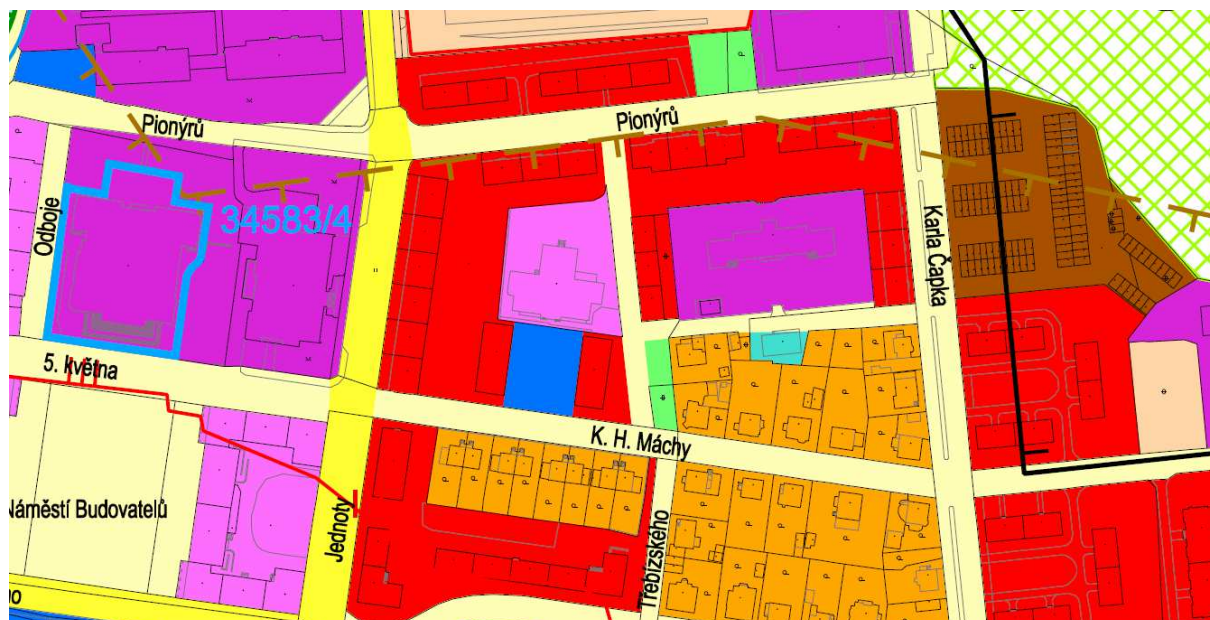 Pionýrů
Pionýrů
Odboje
34583/4
Karla Čapka
5. května
K. H. Máchy
Náměstí Budovatelů
Jednoty
Třebízského